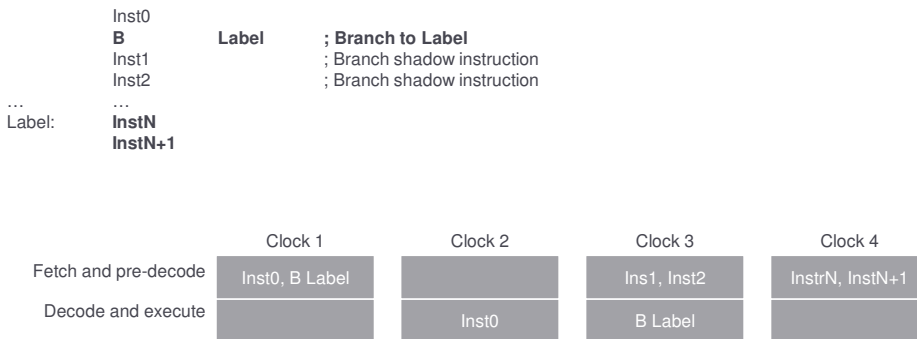 Inst0
B Label ; Branch to Label
Inst1 ; Branch shadow instruction
Inst2 ; Branch shadow instruction
… …
Label: InstN
InstN+1
Clock 1 Clock 2 Clock 3 Clock 4
Fetch and pre-decode Inst0, B Label Ins1, Inst2 InstrN, InstN+1
Decode and execute Inst0 B Label